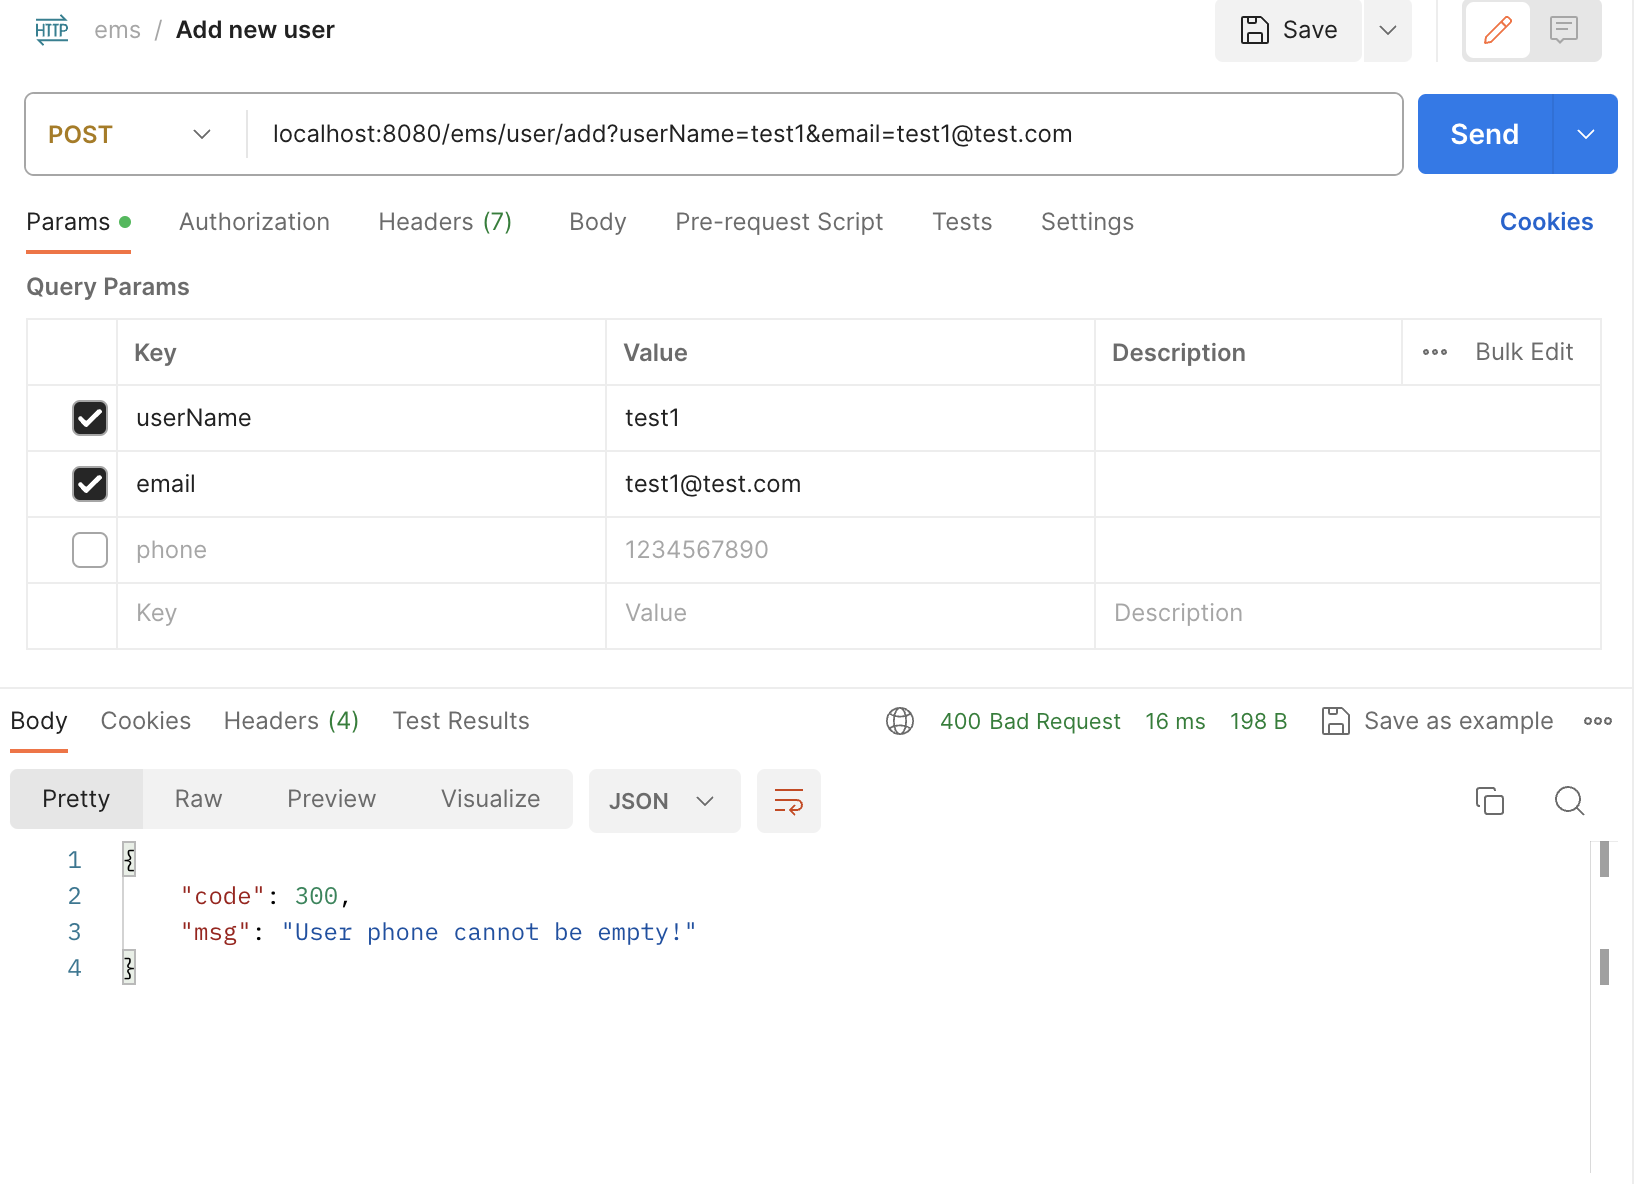 HTTP ems / Add new user Save
POST localhost:8080/ems/user/add?userName=test1&email=test1@test.com Send
Params Authorization Headers (7) Body Pre-request Script Tests Settings Cookies
Query Params
Key Value Description Bulk Edit
userName test1
email test1@test.com
phone 1234567890
Key Value Description
Body Cookies Headers (4) Test Results 400 Bad Request 16 ms 198 B Save as example
Pretty Raw Preview Visualize JSON
1 {
2 "code": 300,
3 "msg": "User phone cannot be empty!"
4 }